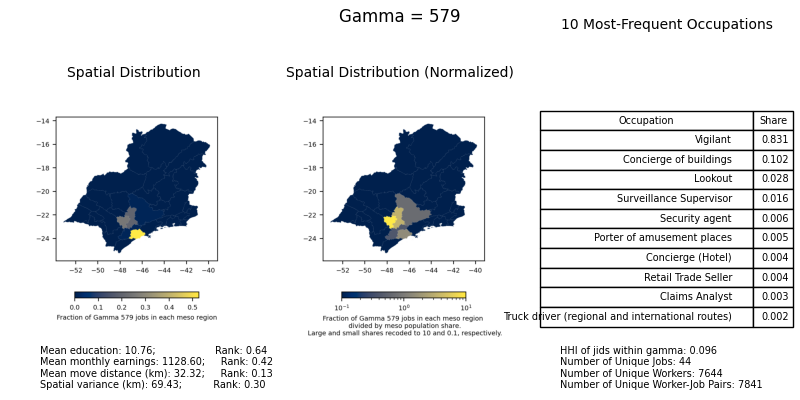 Gamma = 579
10 Most-Frequent Occupations
Spatial Distribution
Spatial Distribution (Normalized)
−14
−16
−18
−20
−22
−24
−52 −50 −48 −46 −44 −42 −40
0.0 0.1 0.2 0.3 0.4 0.5
Fraction of Gamma 579 jobs in each meso region
−14
−16
−18
−20
−22
−24
−52 −50 −48 −46 −44 −42 −40
10⁻¹ 10⁰ 10¹
Fraction of Gamma 579 jobs in each meso region
divided by meso population share.
Large and small shares recoded to 10 and 0.1, respectively.
Occupation Share
Vigilant 0.831
Concierge of buildings 0.102
Lookout 0.028
Surveillance Supervisor 0.016
Security agent 0.006
Porter of amusement places 0.005
Concierge (Hotel) 0.004
Retail Trade Seller 0.004
Claims Analyst 0.003
Truck driver (regional and international routes) 0.002
Mean education: 10.76; Rank: 0.64
Mean monthly earnings: 1128.60; Rank: 0.42
Mean move distance (km): 32.32; Rank: 0.13
Spatial variance (km): 69.43; Rank: 0.30
HHI of jids within gamma: 0.096
Number of Unique Jobs: 44
Number of Unique Workers: 7644
Number of Unique Worker-Job Pairs: 7841